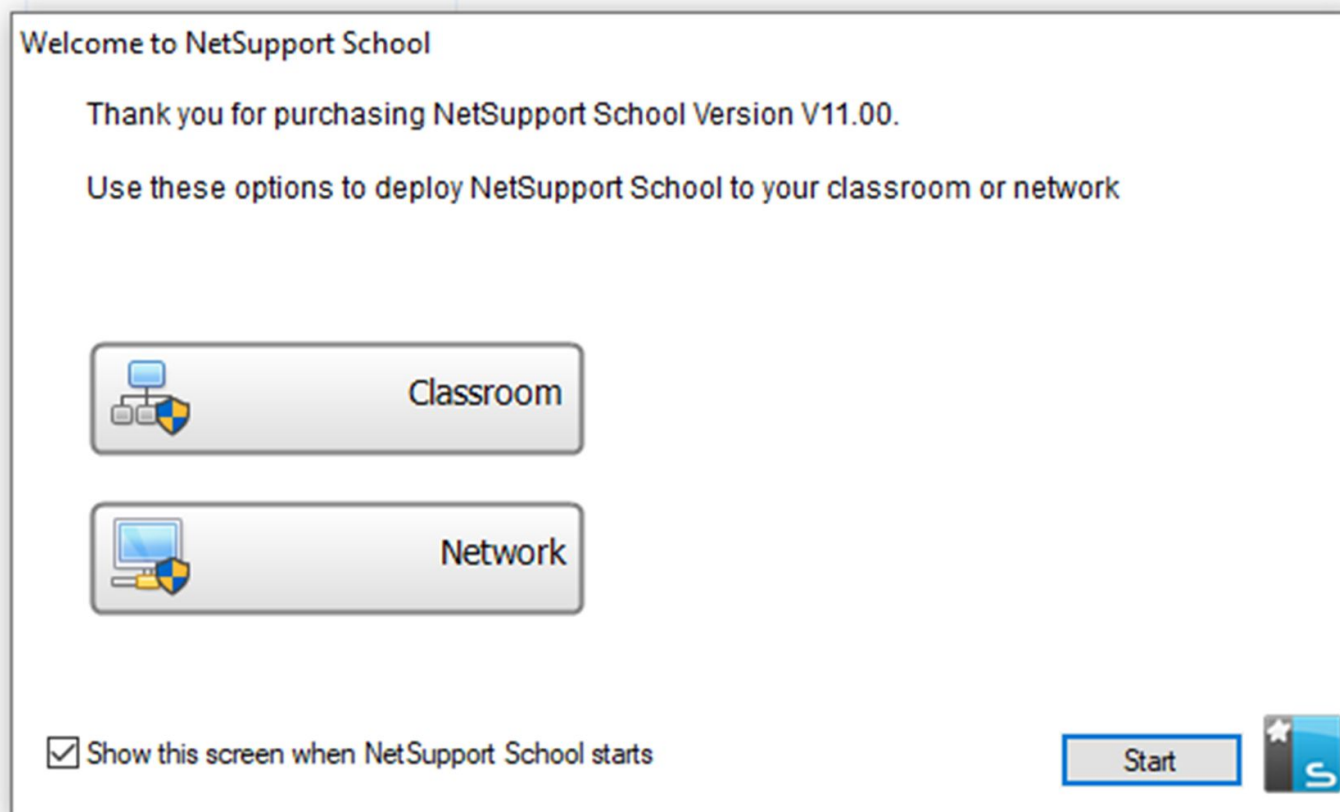 Welcome to NetSupport School
Thank you for purchasing NetSupport School Version V11.00.
Use these options to deploy NetSupport School to your classroom or network
Classroom
Network
Show this screen when NetSupport School starts
Start
S